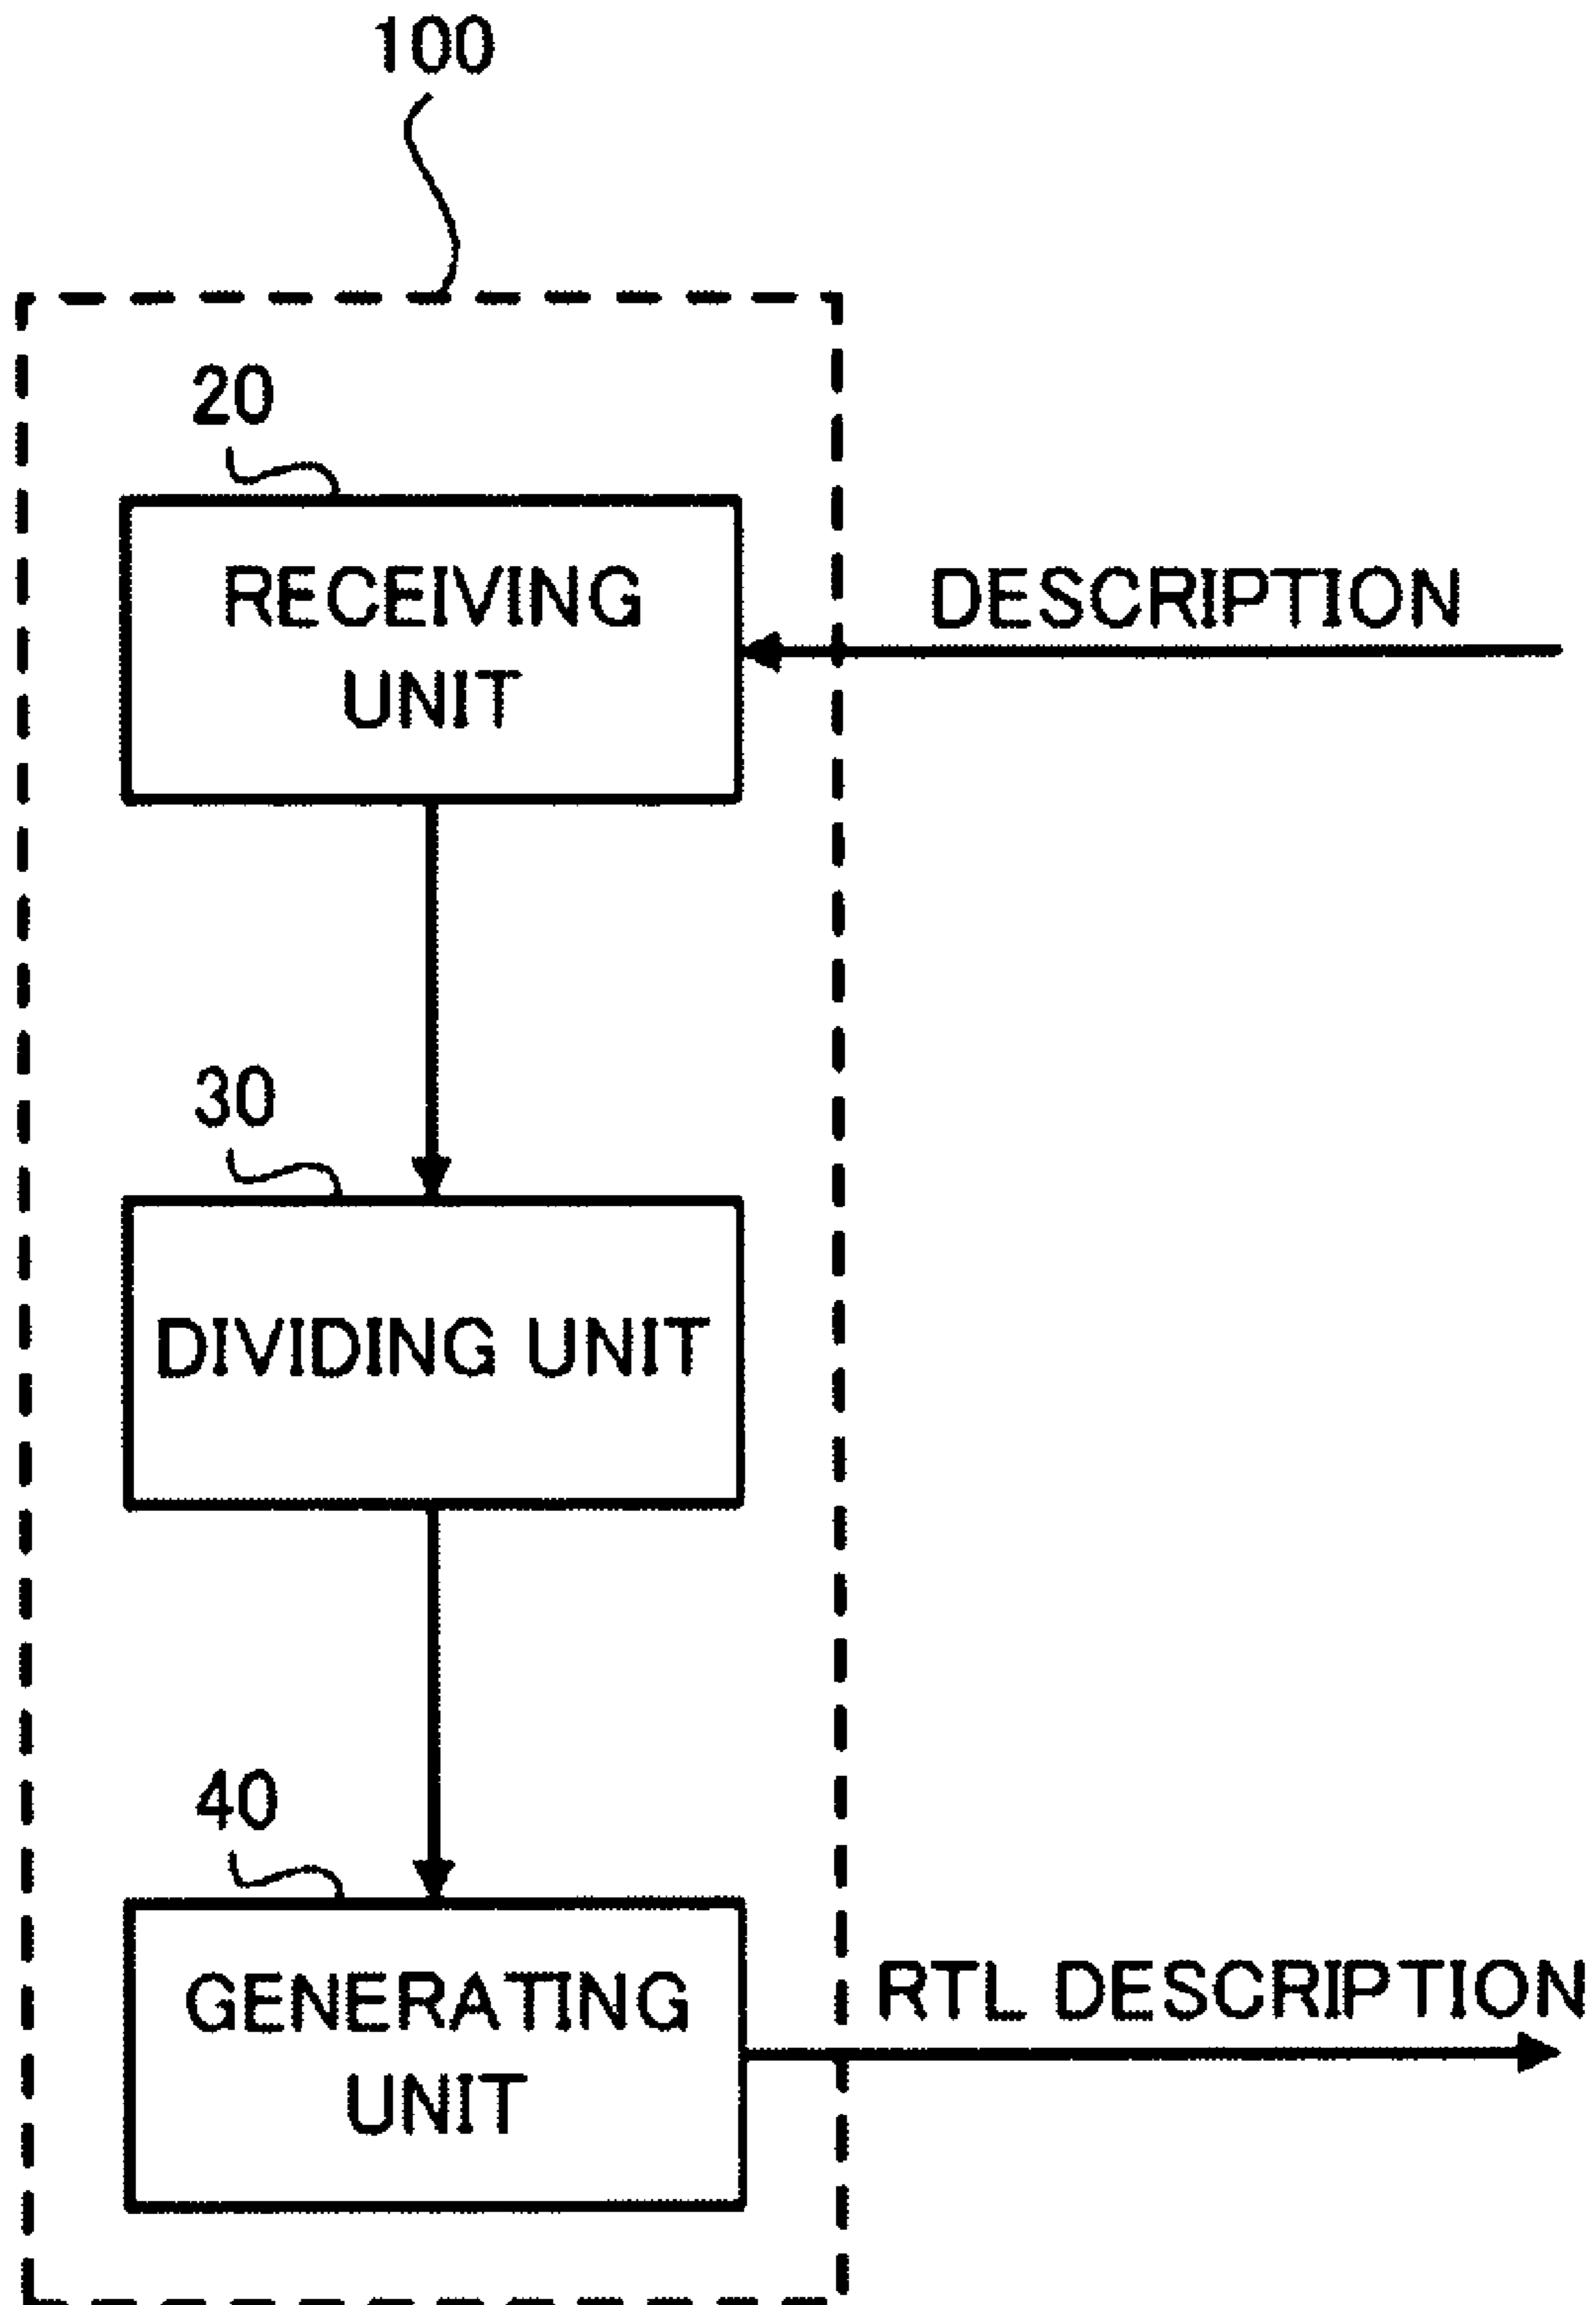 100
20
RECEIVING
UNIT
DESCRIPTION
30
DIVIDING UNIT
40
GENERATING
UNIT
RTL DESCRIPTION